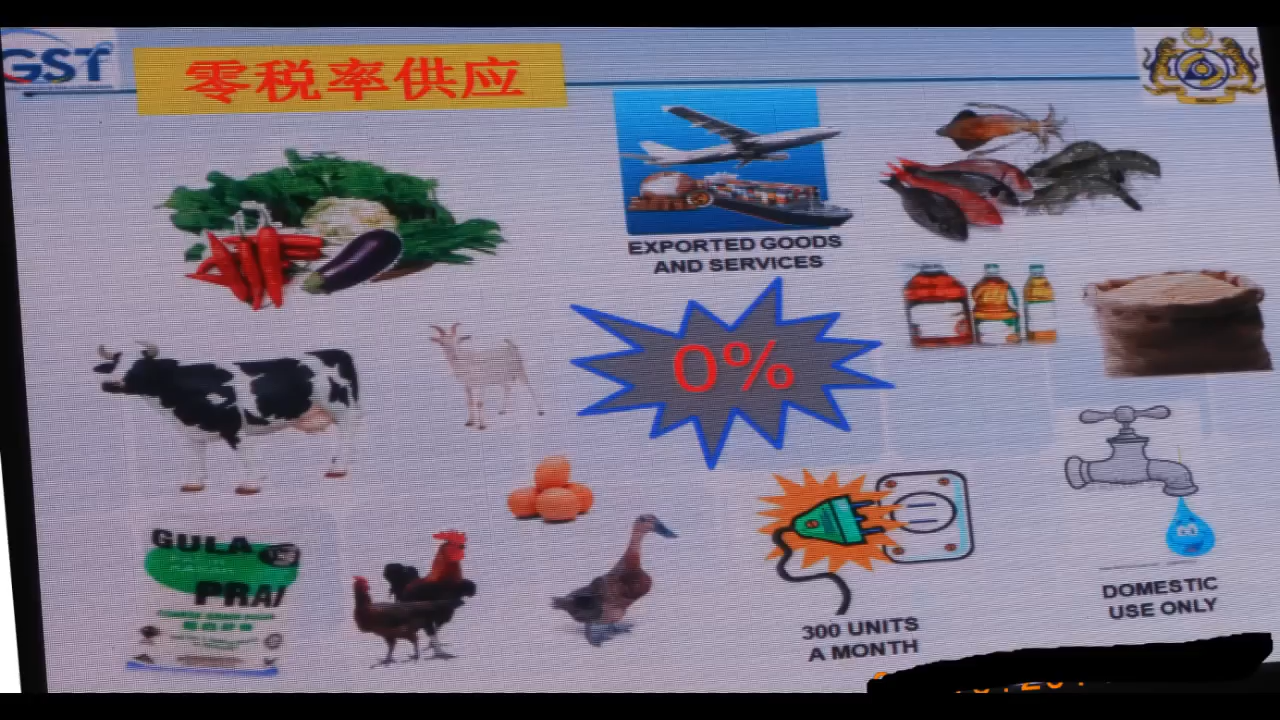 GST
零税率供应
EXPORTED GOODS
AND SERVICES
0%
GULA
PRAI
300 UNITS
A MONTH
DOMESTIC
USE ONLY